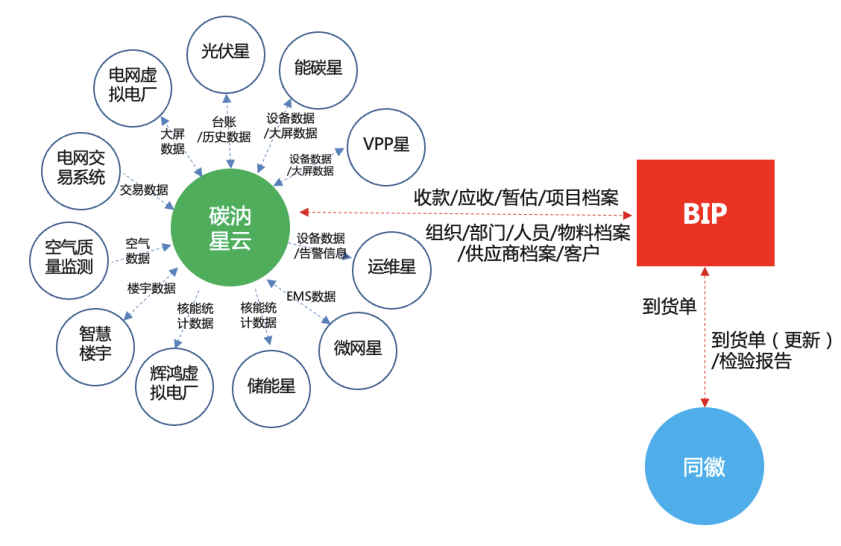 光伏星
能碳星
电网虚
拟电厂
台账
/历史数据
设备数据
/大屏数据
大屏
数据
VPP星
设备数据
/大屏数据
电网交
易系统
交易数据
碳汭
星云
收款/应收/暂估/项目档案
BIP
组织/部门/人员/物料档案
/供应商档案/客户
空气质
量监测
空气
数据
设备数据
/告警信息
运维星
楼宇数据
EMS数据
核能统
计数据
核能统
计数据
智慧
楼宇
微网星
辉鸿虚
拟电厂
储能星
到货单
到货单（更新）
/检验报告
同徽